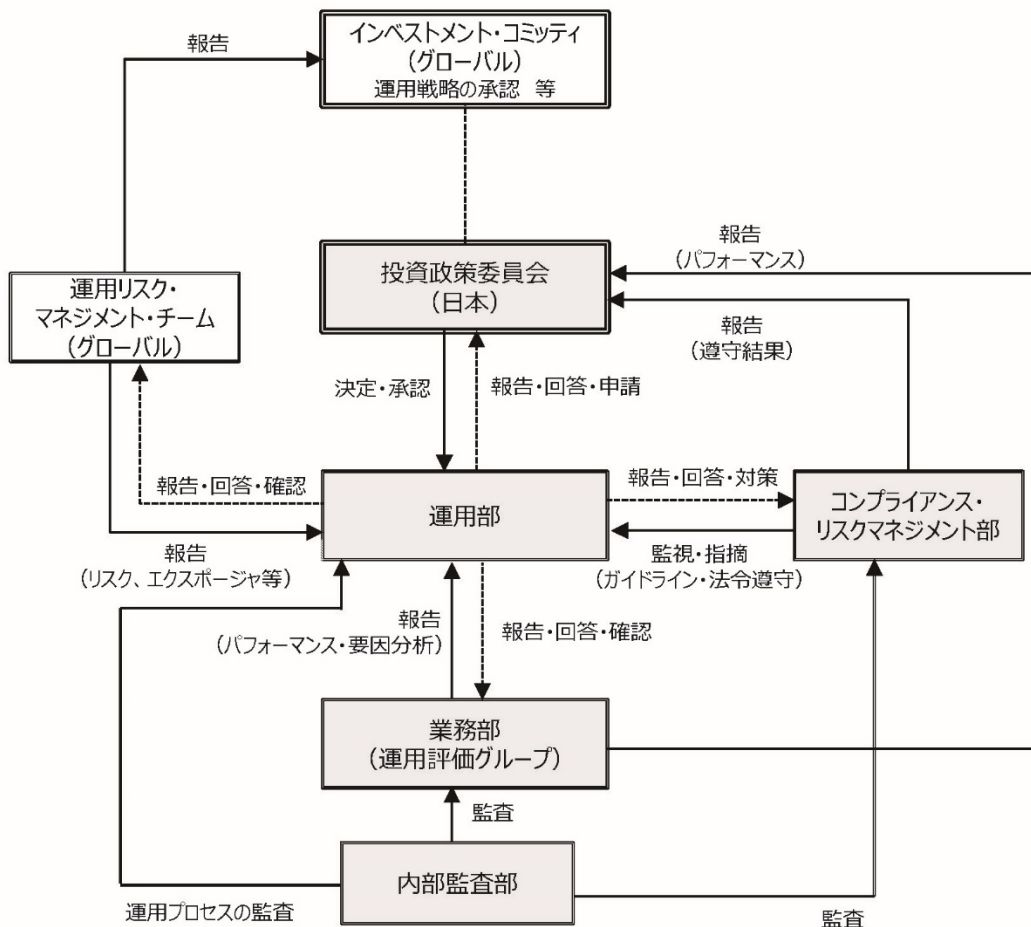 報告
インベストメント・コミッティ
(グローバル)
運用戦略の承認 等
報告
(パフォーマンス)
投資政策委員会
(日本)
運用リスク・
マネジメント・チーム
(グローバル)
報告
(遵守結果)
決定・承認
報告・回答・申請
報告・回答・確認
運用部
報告・回答・対策
コンプライアンス・
リスクマネジメント部
報告
(リスク、エクスポージャ等)
監視・指摘
(ガイドライン・法令遵守)
報告
(パフォーマンス・要因分析)
報告・回答・確認
業務部
(運用評価グループ)
監査
内部監査部
運用プロセスの監査
監査